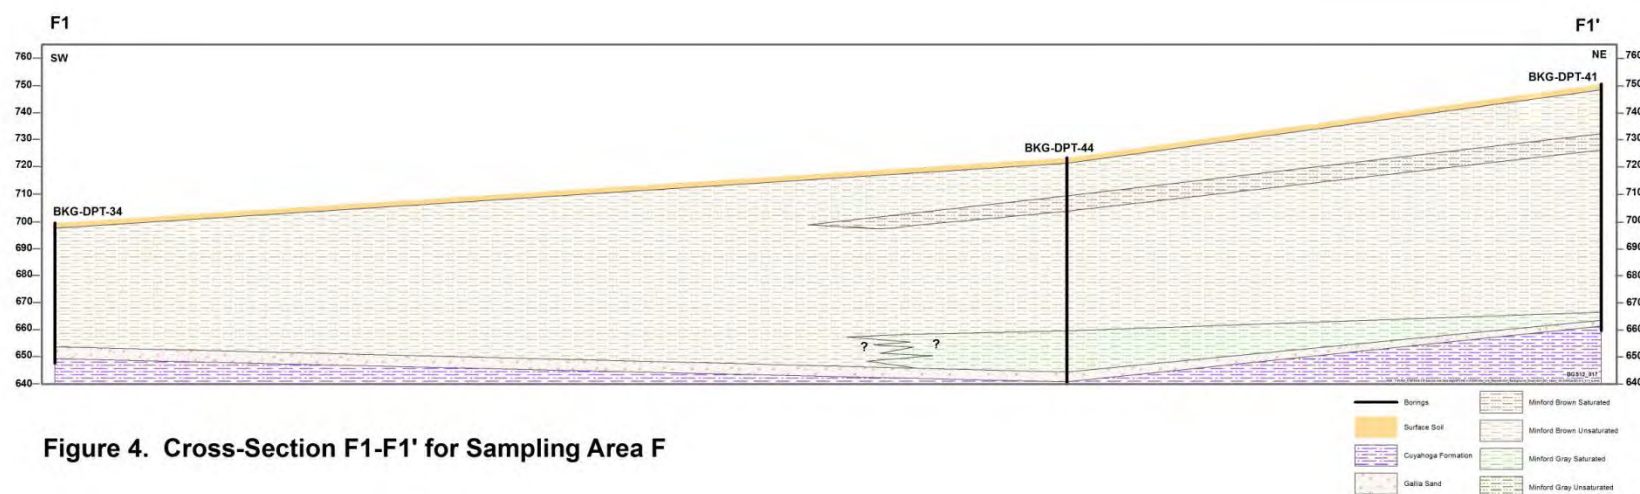 F1
F1'
SW
NE
760
750
740
730
720
710
700
690
680
670
660
650
640
760
750
740
730
720
710
700
690
680
670
660
650
640
BKG-DPT-41
BKG-DPT-44
BKG-DPT-34
?
?
Borings
Surface Soil
Cuyahoga Formation
Gallia Sand
Minford Brown Saturated
Minford Brown Unsaturated
Minford Gray Saturated
Minford Gray Unsaturated
Figure 4. Cross-Section F1-F1' for Sampling Area F